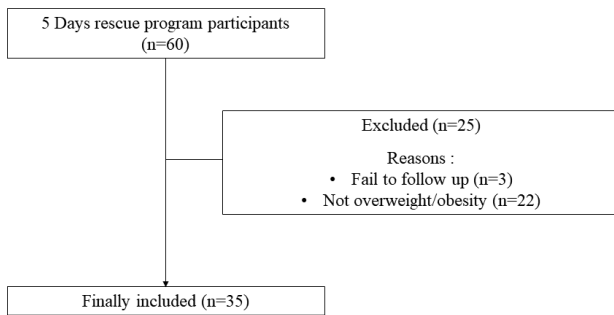 5 Days rescue program participants
(n=60)
Excluded (n=25)
Reasons :
• Fail to follow up (n=3)
• Not overweight/obesity (n=22)
Finally included (n=35)